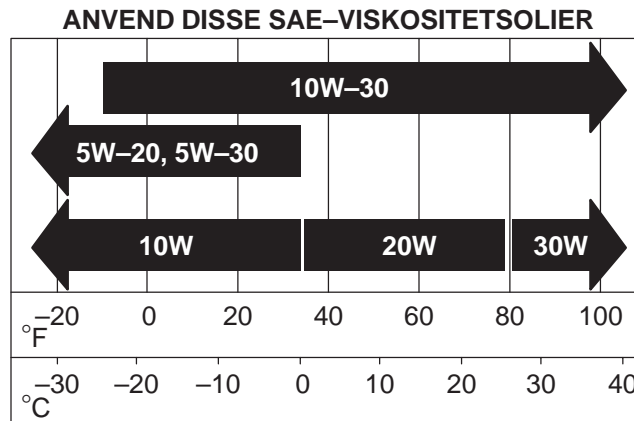 ANVEND DISSE SAE–VISKOSITETSOLIER
10W–30
5W–20, 5W–30
10W 20W 30W
–20 0 20 40 60 80 100
°F
–30 –20 –10 0 10 20 30 40
°C